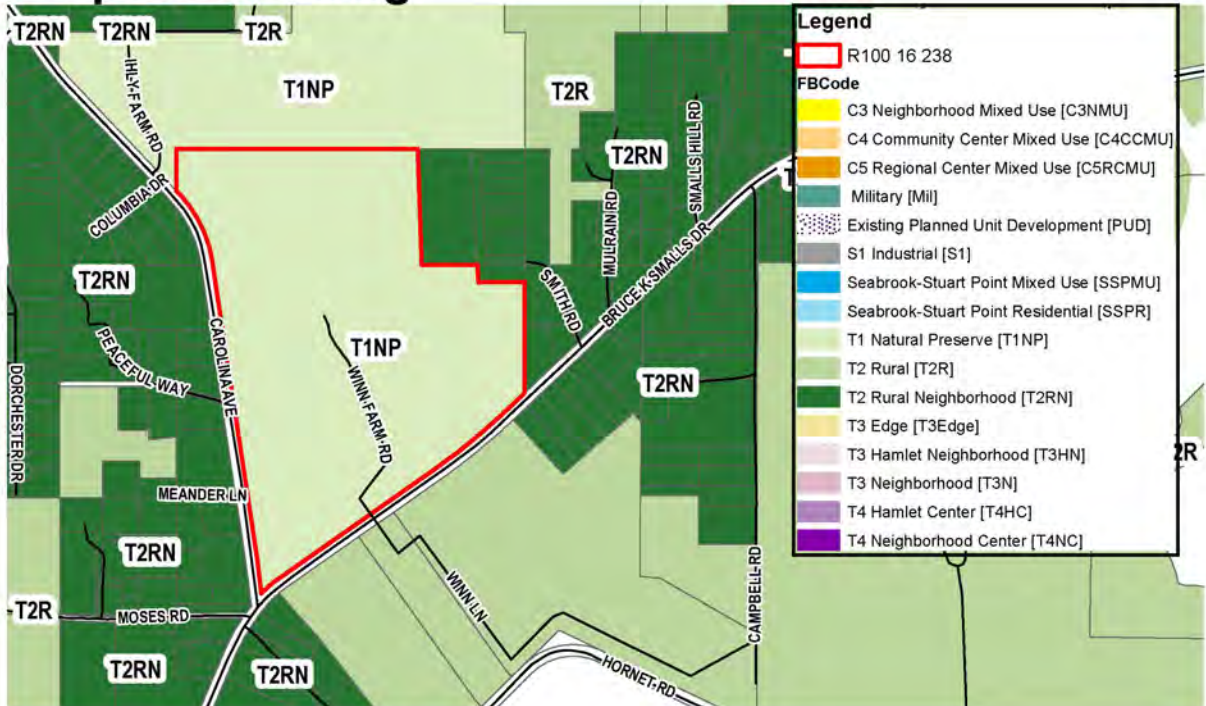 T2RN
T2RN
T2R
IHLY-FARM-RD
T1NP
T2R
T2RN
SMALLS HILL RD
MULRAIN RD
COLUMBIA DR
T2RN
SMITH RD
BRUCE K SMALLS DR
PEACEFUL WAY
CAROLINA AVE
T1NP
WINN-FARM-RD
T2RN
DORCHESTER DR
MEANDER LN
T2RN
WINN LN
CAMPBELL RD
T2R
MOSES RD
T2RN
T2RN
HORNET-RD
2R
Legend
R100 16 238
FBCode
C3 Neighborhood Mixed Use [C3NMU]
C4 Community Center Mixed Use [C4CCMU]
C5 Regional Center Mixed Use [C5RCMU]
Military [Mil]
Existing Planned Unit Development [PUD]
S1 Industrial [S1]
Seabrook-Stuart Point Mixed Use [SSPMU]
Seabrook-Stuart Point Residential [SSPR]
T1 Natural Preserve [T1NP]
T2 Rural [T2R]
T2 Rural Neighborhood [T2RN]
T3 Edge [T3Edge]
T3 Hamlet Neighborhood [T3HN]
T3 Neighborhood [T3N]
T4 Hamlet Center [T4HC]
T4 Neighborhood Center [T4NC]